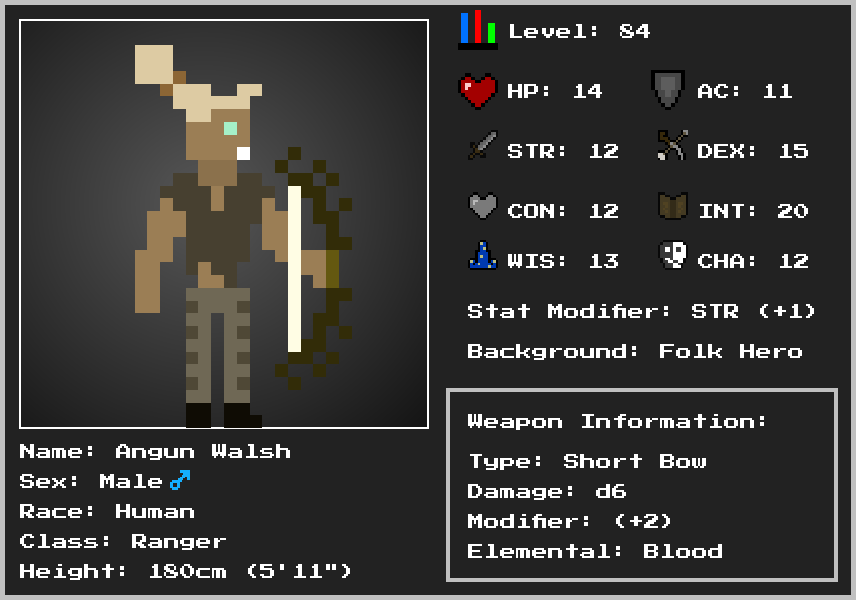 Level: 84
HP: 14
AC: 11
STR: 12
DEX: 15
CON: 12
INT: 20
WIS: 13
CHA: 12
Stat Modifier: STR (+1)
Background: Folk Hero
Weapon Information:
Type: Short Bow
Damage: d6
Modifier: (+2)
Elemental: Blood
Name: Angun Walsh
Sex: Male♂
Race: Human
Class: Ranger
Height: 180cm (5'11")